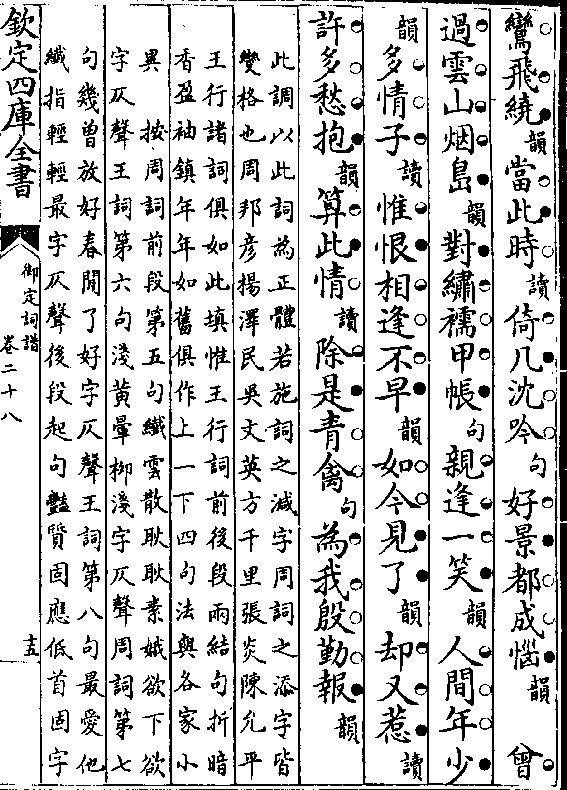 鸞飛繞韻當此時讀倚几沈吟句好景都成惱韻　曾
過雲山烟島韻對繡襦甲帳句親逢一笑韻人間年少
韻多情子讀惟恨相逢不早韻如今見了韻却又惹讀
許多愁抱韻算此情讀除是青禽句為我殷勤報韻
此調以此詞為正體若施詞之減字周詞之添字皆
變格也周邦彦揚澤民吳文英方千里張炎陳允平
王行諸詞俱如此填惟王行詞前後段兩結句折暗
香盈袖鎮年年如舊俱作上一下四句法與各家小
異　按周詞前段第五句纖雲散耿耿素娥欲下欲
字仄聲王詞第六句淺黄暈柳淺字仄聲周詞第七
句幾曾放好春閒了好字仄聲王詞第八句最愛他
纖指輕輕最字仄聲後段起句豔質固應低首固字
欽定四庫全書
御定詞譜
卷二十八
十五